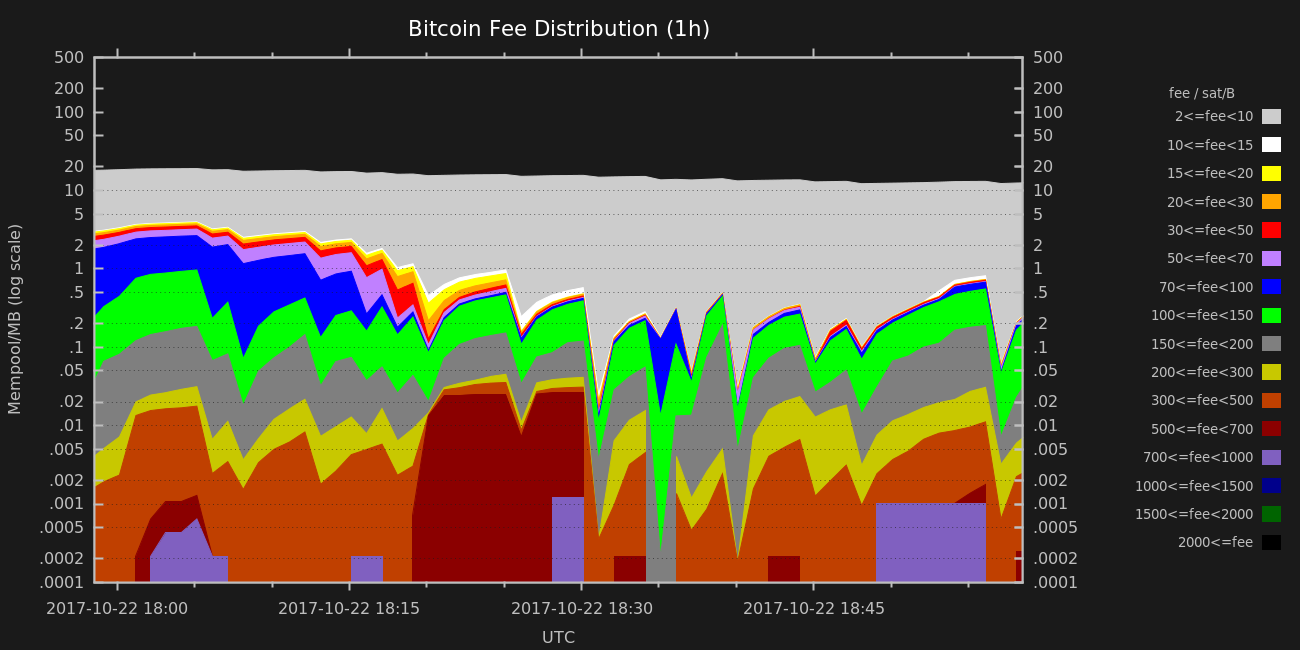 Bitcoin Fee Distribution (1h)
Mempool/MB (log scale)
500
200
100
50
20
10
5
2
1
.5
.2
.1
.05
.02
.01
.005
.002
.001
.0005
.0002
.0001
500
200
100
50
20
10
5
2
1
.5
.2
.1
.05
.02
.01
.005
.002
.001
.0005
.0002
.0001
2017-10-22 18:00
2017-10-22 18:15
2017-10-22 18:30
2017-10-22 18:45
UTC
fee / sat/B
2<=fee<10
10<=fee<15
15<=fee<20
20<=fee<30
30<=fee<50
50<=fee<70
70<=fee<100
100<=fee<150
150<=fee<200
200<=fee<300
300<=fee<500
500<=fee<700
700<=fee<1000
1000<=fee<1500
1500<=fee<2000
2000<=fee